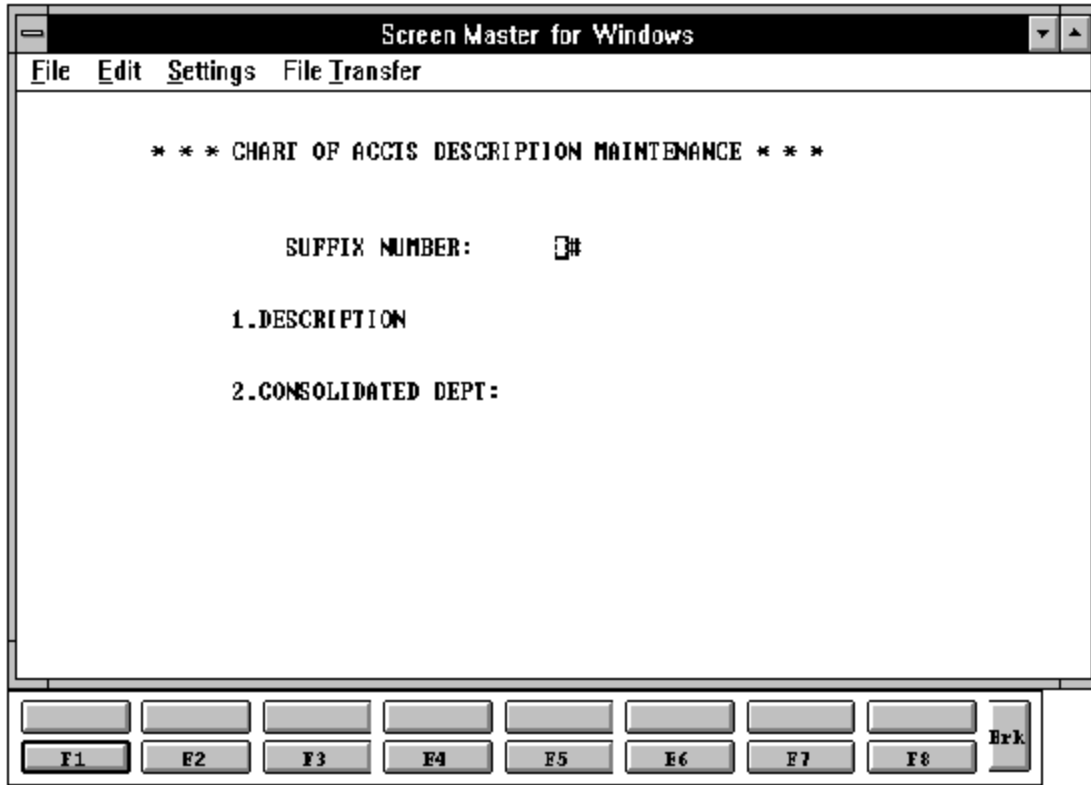 Screen Master for Windows
File Edit Settings File Transfer
* * * CHART OF ACCTS DESCRIPTION MAINTENANCE * * *
SUFFIX NUMBER: #
1.DESCRIPTION
2.CONSOLIDATED DEPT:
F1 F2 F3 F4 F5 F6 F7 F8 Brk